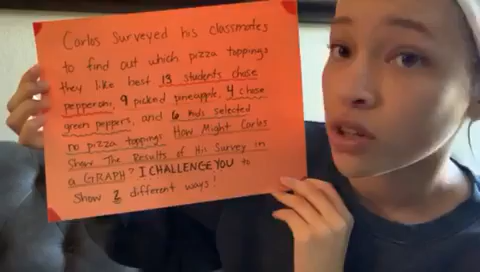 Carlos Surveyed his classmates
to find out which pizza toppings
they like best 13 students chose
pepperoni, 9 picked pineapple, 4 chose
green peppers, and 6 kids selected
no pizza toppings. How Might Carlos
Show The Results of His Survey in
a GRAPH? I CHALLENGE YOU to
Show 2 different ways!